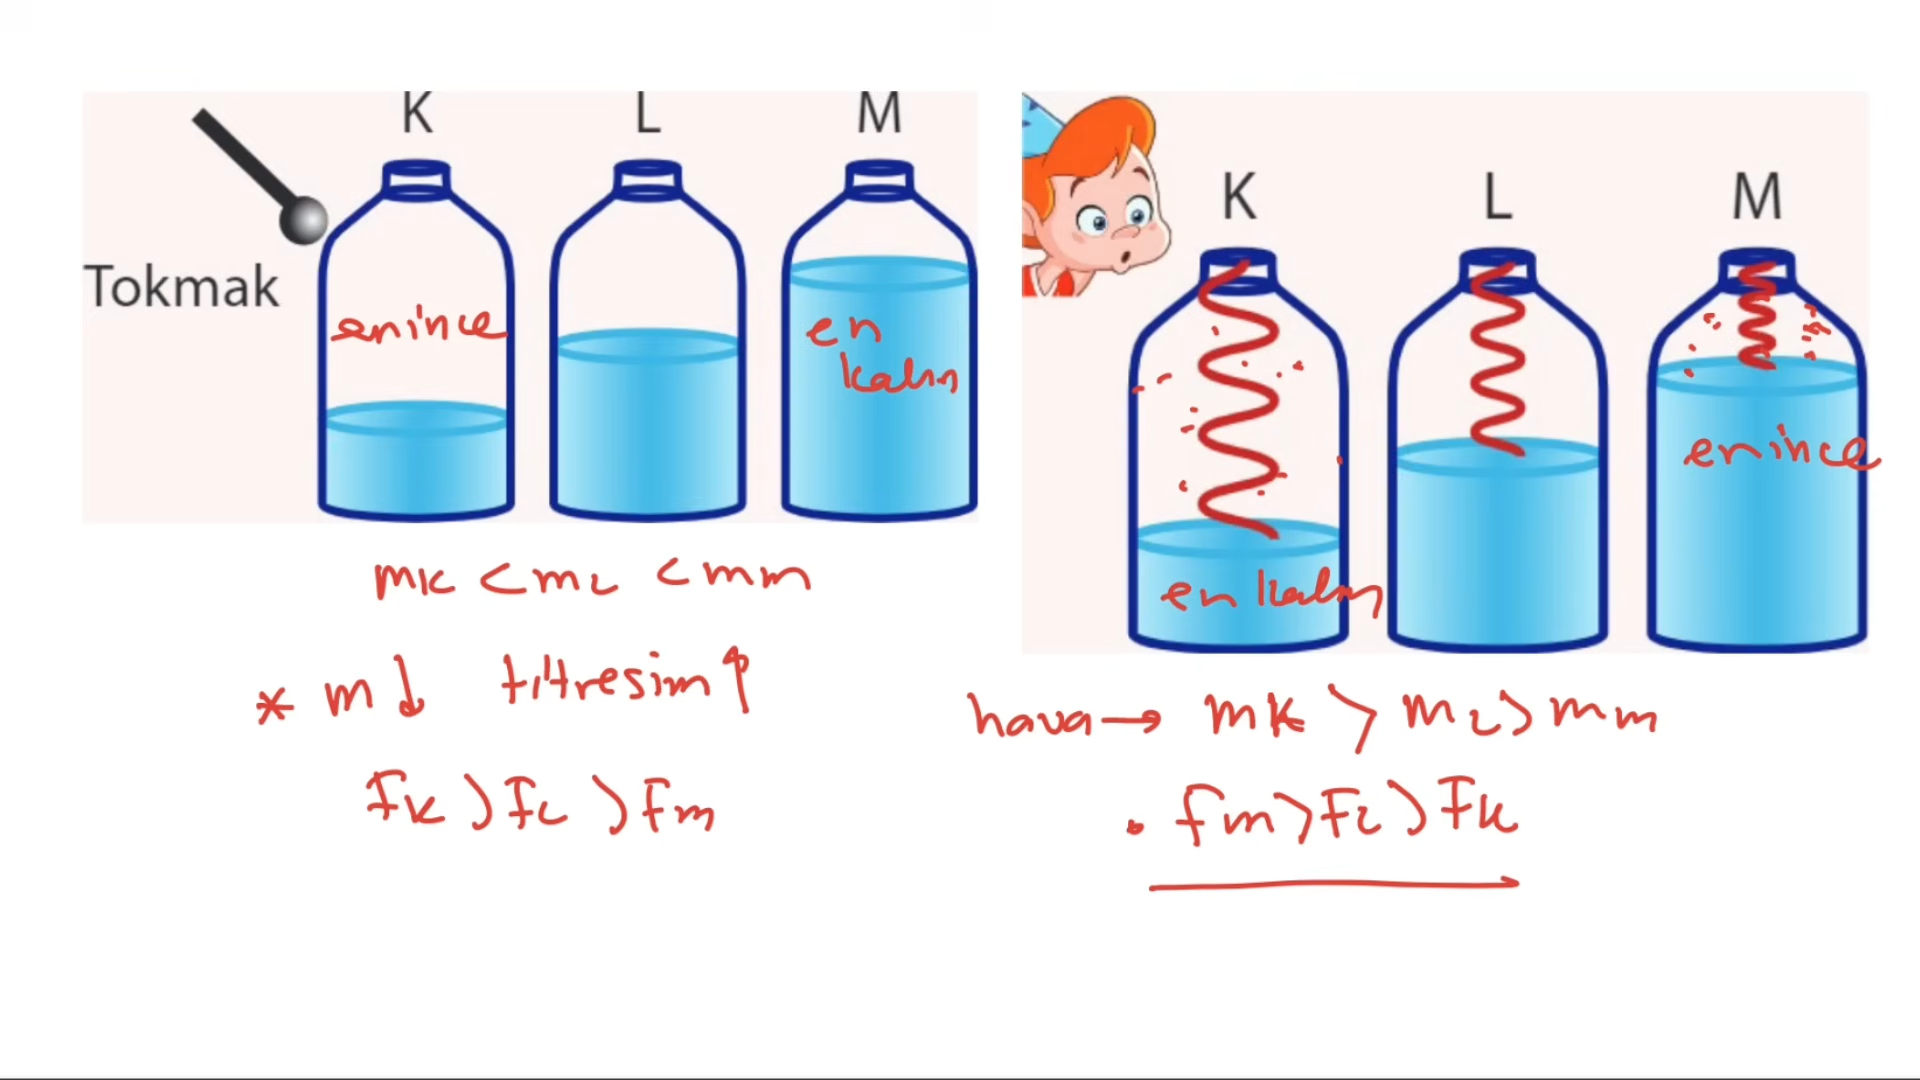 K L M
Tokmak
en ince
en
kalın
mK < mL < mm
* m↓ titresim↑
fK > fL > fm
K L M
en ince
en kalın
hava → mK > mL > mm
. fm > fL > fK